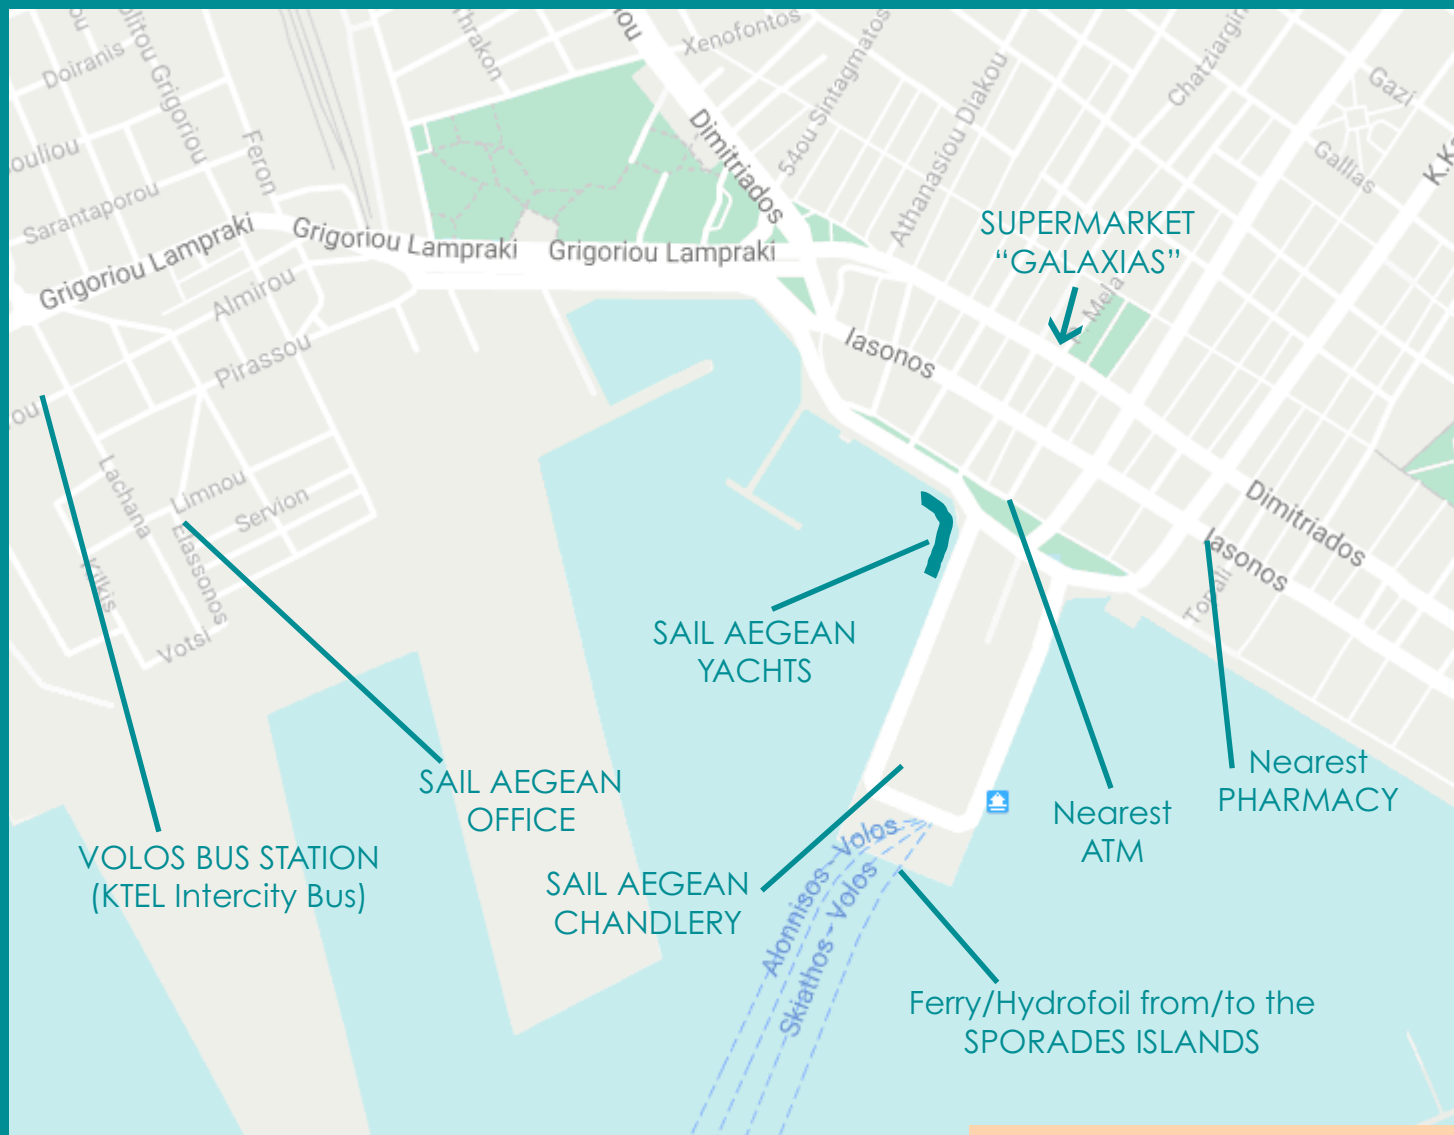 Xenofontos
Doiranis
Thrakon
54ou Sintagmatos
Chatziargiri
Gazi
Dimitriados
Athanasiou Diakou
Feron
Gallias
Sarantaporou
Grigoriou Lampraki
Grigoriou Lampraki
Grigoriou Lampraki
SUPERMARKET
“GALAXIAS”
Mela
Almirou
Pirassou
Iasonos
Lachana
Limnou
Servion
Elassonos
Kilkis
Votsi
Dimitriados
Iasonos
Topali
SAIL AEGEAN
YACHTS
SAIL AEGEAN
OFFICE
Nearest
PHARMACY
Nearest
ATM
VOLOS BUS STATION
(KTEL Intercity Bus)
SAIL AEGEAN
CHANDLERY
Alonnisos - Volos
Skiathos - Volos
Ferry/Hydrofoil from/to the
SPORADES ISLANDS